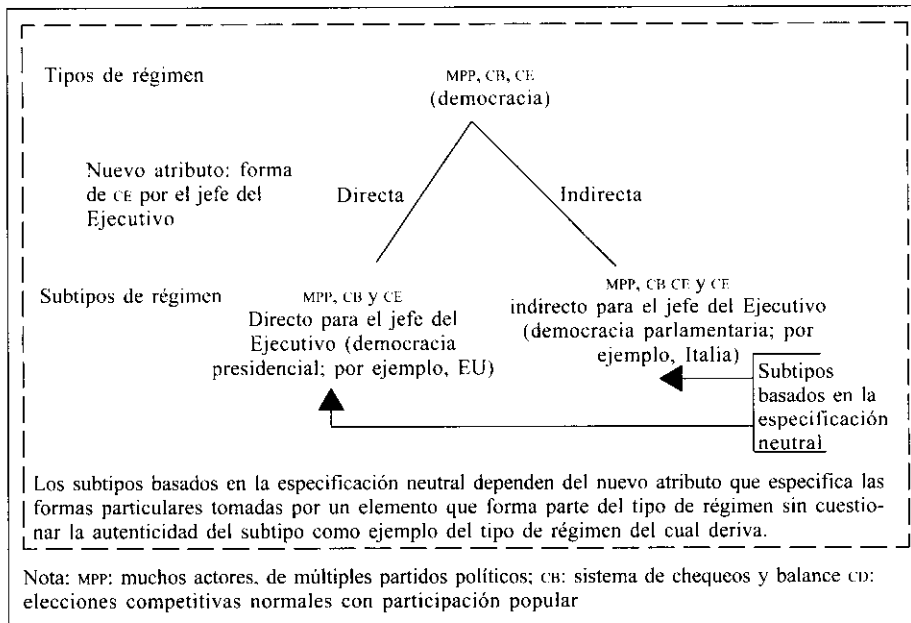 Tipos de régimen
MPP, CB, CE
(democracia)
Nuevo atributo: forma
de CE por el jefe del
Ejecutivo
Directa
Indirecta
Subtipos de régimen
MPP, CB y CE
Directo para el jefe del
Ejecutivo (democracia
presidencial; por ejemplo, EU)
MPP, CB CE y CE
indirecto para el jefe del Ejecutivo
(democracia parlamentaria; por
ejemplo, Italia)
Subtipos
basados en la
especificación
neutral
Los subtipos basados en la especificación neutral dependen del nuevo atributo que especifica las
formas particulares tomadas por un elemento que forma parte del tipo de régimen sin cuestio-
nar la autenticidad del subtipo como ejemplo del tipo de régimen del cual deriva.
Nota: MPP: muchos actores, de múltiples partidos políticos; CB: sistema de chequeos y balance CD:
elecciones competitivas normales con participación popular